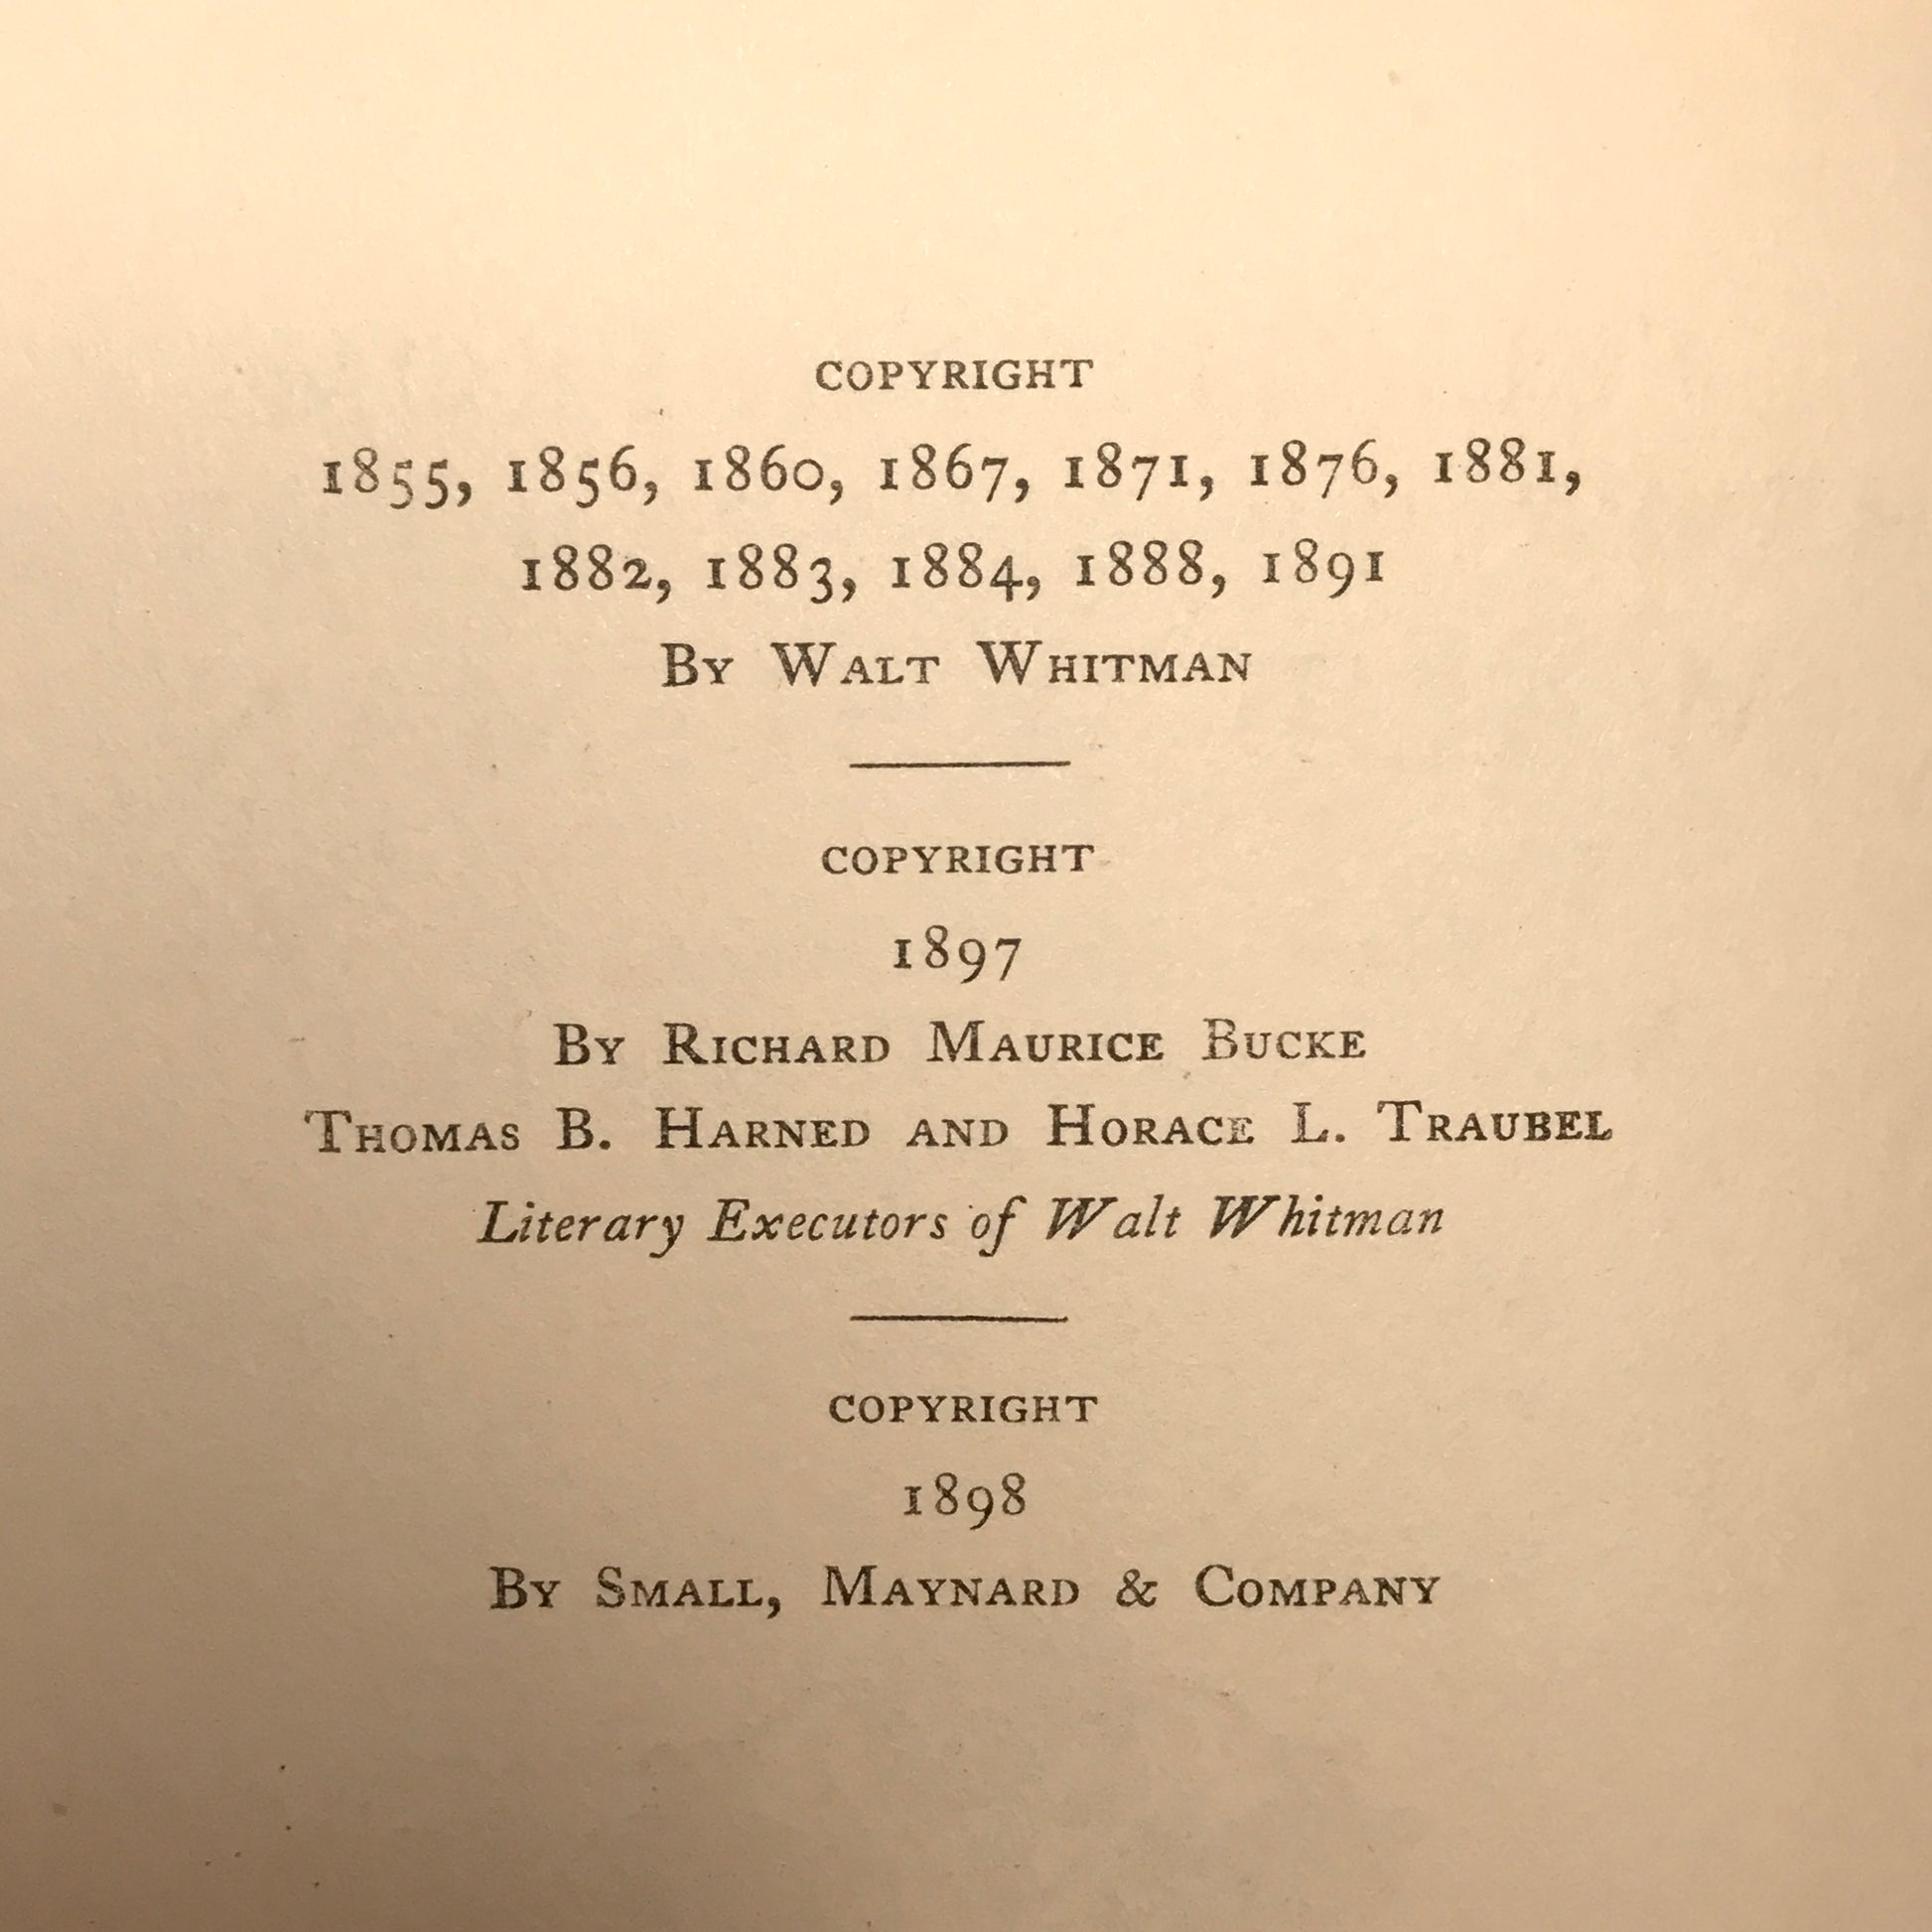 COPYRIGHT
1855, 1856, 1860, 1867, 1871, 1876, 1881,
1882, 1883, 1884, 1888, 1891
By Walt Whitman
COPYRIGHT
1897
By Richard Maurice Bucke
Thomas B. Harned and Horace L. Traubel
Literary Executors of Walt Whitman
COPYRIGHT
1898
By Small, Maynard & Company